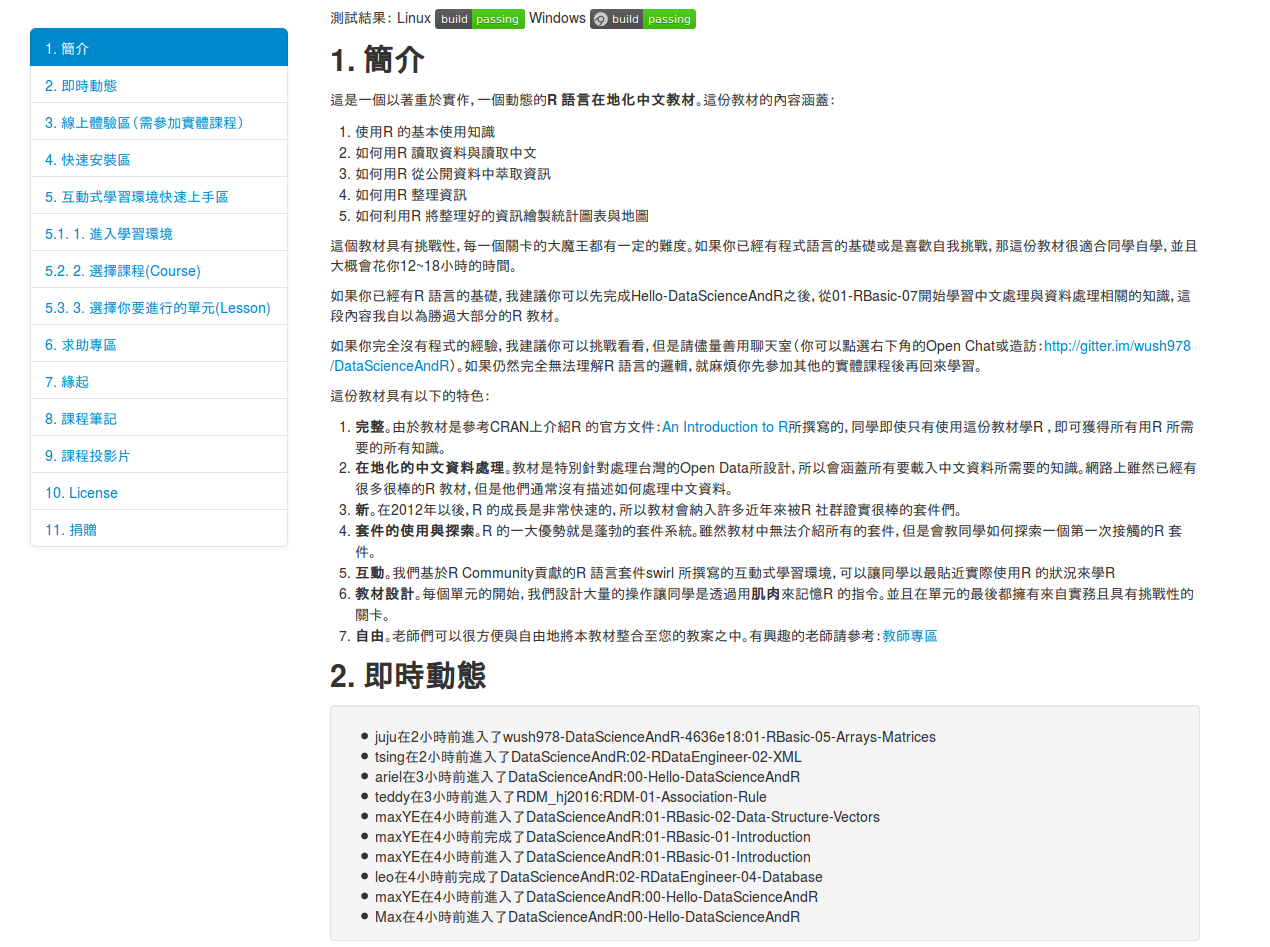 測試結果： Linux build passing Windows build passing
1. 簡介
2. 即時動態
3. 線上體驗區（需參加實體課程）
4. 快速安裝區
5. 互動式學習環境快速上手區
5.1. 1. 進入學習環境
5.2. 2. 選擇課程(Course)
5.3. 3. 選擇你要進行的單元(Lesson)
6. 求助專區
7. 緣起
8. 課程筆記
9. 課程投影片
10. License
11. 捐贈
1. 簡介
這是一個以著重於實作，一個動態的R 語言在地化中文教材。這份教材的內容涵蓋：
1. 使用R 的基本使用知識
2. 如何用R 讀取資料與讀取中文
3. 如何用R 從公開資料中萃取資訊
4. 如何用R 整理資訊
5. 如何利用R 將整理好的資訊繪製統計圖表與地圖
這個教材具有挑戰性，每一個關卡的大魔王都有一定的難度。如果你已經有程式語言的基礎或是喜歡自我挑戰，那這份教材很適合同學自學，並且
大概會花你12~18小時的時間。
如果你已經有R 語言的基礎，我建議你可以先完成Hello-DataScienceAndR之後，從01-RBasic-07開始學習中文處理與資料處理相關的知識，這
段內容我自以為勝過大部分的R 教材。
如果你完全沒有程式的經驗，我建議你可以挑戰看看，但是請儘量善用聊天室（你可以點選右下角的Open Chat或造訪：http://gitter.im/wush978
/DataScienceAndR）。如果仍然完全無法理解R 語言的邏輯，就麻煩你先參加其他的實體課程後再回來學習。
這份教材具有以下的特色：
1. 完整。由於教材是參考CRAN上介紹R 的官方文件：An Introduction to R所撰寫的，同學即使只有使用這份教材學R ，即可獲得所有用R 所需
要的所有知識。
2. 在地化的中文資料處理。教材是特別針對處理台灣的Open Data所設計，所以會涵蓋所有要載入中文資料所需要的知識。網路上雖然已經有
很多很棒的R 教材，但是他們通常沒有描述如何處理中文資料。
3. 新。在2012年以後，R 的成長是非常快速的，所以教材會納入許多近年來被R 社群證實很棒的套件們。
4. 套件的使用與探索。R 的一大優勢就是蓬勃的套件系統。雖然教材中無法介紹所有的套件，但是會教同學如何探索一個第一次接觸的R 套
件。
5. 互動。我們基於R Community貢獻的R 語言套件swirl 所撰寫的互動式學習環境，可以讓同學以最貼近實際使用R 的狀況來學R
6. 教材設計。每個單元的開始，我們設計大量的操作讓同學是透過用肌肉來記憶R 的指令。並且在單元的最後都擁有來自實務且具有挑戰性的
關卡。
7. 自由。老師們可以很方便與自由地將本教材整合至您的教案之中。有興趣的老師請參考：教師專區
2. 即時動態
juju在2小時前進入了wush978-DataScienceAndR-4636e18:01-RBasic-05-Arrays-Matrices
tsing在2小時前進入了DataScienceAndR:02-RDataEngineer-02-XML
ariel在3小時前進入了DataScienceAndR:00-Hello-DataScienceAndR
teddy在3小時前進入了RDM_hj2016:RDM-01-Association-Rule
maxYE在4小時前進入了DataScienceAndR:01-RBasic-02-Data-Structure-Vectors
maxYE在4小時前完成了DataScienceAndR:01-RBasic-01-Introduction
maxYE在4小時前進入了DataScienceAndR:01-RBasic-01-Introduction
leo在4小時前完成了DataScienceAndR:02-RDataEngineer-04-Database
maxYE在4小時前進入了DataScienceAndR:00-Hello-DataScienceAndR
Max在4小時前進入了DataScienceAndR:00-Hello-DataScienceAndR